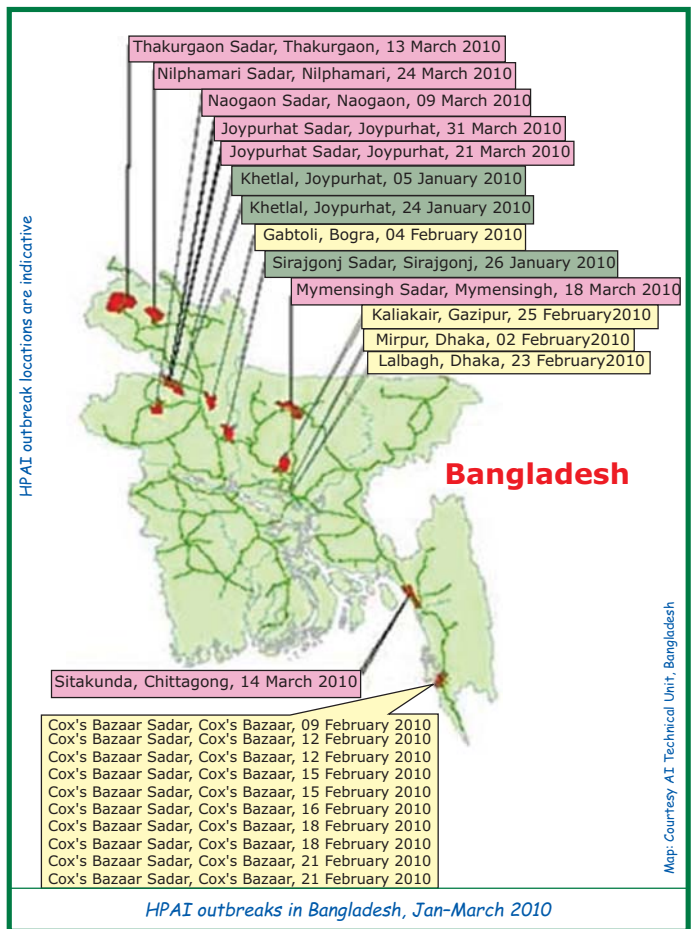 Thakurgaon Sadar, Thakurgaon, 13 March 2010
Nilphamari Sadar, Nilphamari, 24 March 2010
Naogaon Sadar, Naogaon, 09 March 2010
Joypurhat Sadar, Joypurhat, 31 March 2010
Joypurhat Sadar, Joypurhat, 21 March 2010
Khetlal, Joypurhat, 05 January 2010
Khetlal, Joypurhat, 24 January 2010
Gabtoli, Bogra, 04 February 2010
Sirajgonj Sadar, Sirajgonj, 26 January 2010
Mymensingh Sadar, Mymensingh, 18 March 2010
Kaliakair, Gazipur, 25 February2010
Mirpur, Dhaka, 02 February2010
Lalbagh, Dhaka, 23 February2010
HPAI outbreak locations are indicative
Bangladesh
Sitakunda, Chittagong, 14 March 2010
Cox's Bazaar Sadar, Cox's Bazaar, 09 February 2010
Cox's Bazaar Sadar, Cox's Bazaar, 12 February 2010
Cox's Bazaar Sadar, Cox's Bazaar, 12 February 2010
Cox's Bazaar Sadar, Cox's Bazaar, 15 February 2010
Cox's Bazaar Sadar, Cox's Bazaar, 15 February 2010
Cox's Bazaar Sadar, Cox's Bazaar, 16 February 2010
Cox's Bazaar Sadar, Cox's Bazaar, 18 February 2010
Cox's Bazaar Sadar, Cox's Bazaar, 18 February 2010
Cox's Bazaar Sadar, Cox's Bazaar, 21 February 2010
Cox's Bazaar Sadar, Cox's Bazaar, 21 February 2010
Map: Courtesy AI Technical Unit, Bangladesh
HPAI outbreaks in Bangladesh, Jan–March 2010